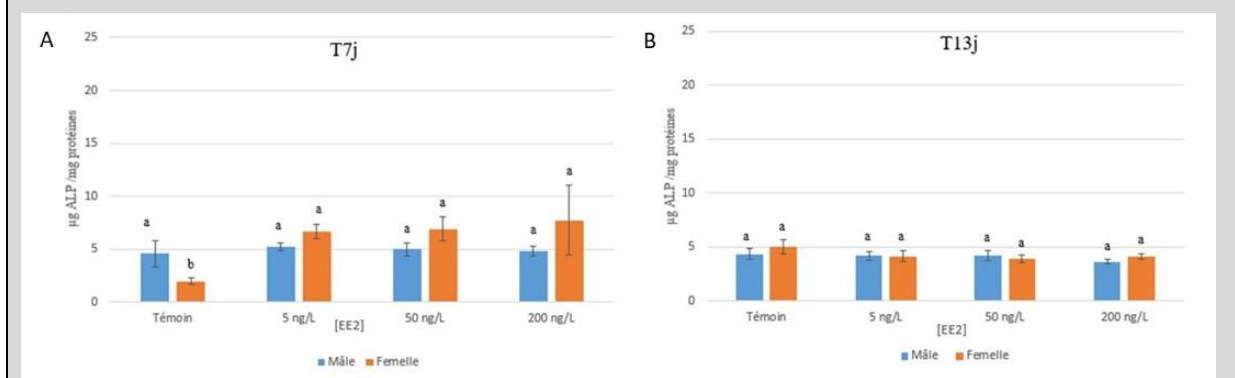 A
T7j
µg ALP /mg protéines
25
20
15
10
5
0
a
b
a
a
a
a
a
a
Témoin
5 ng/L
[EE2]
50 ng/L
200 ng/L
Mâle
Femelle
B
T13j
µg ALP /mg protéines
25
20
15
10
5
0
a
a
a
a
a
a
a
a
Témoin
5 ng/L
[EE2]
50 ng/L
200 ng/L
Mâle
Femelle